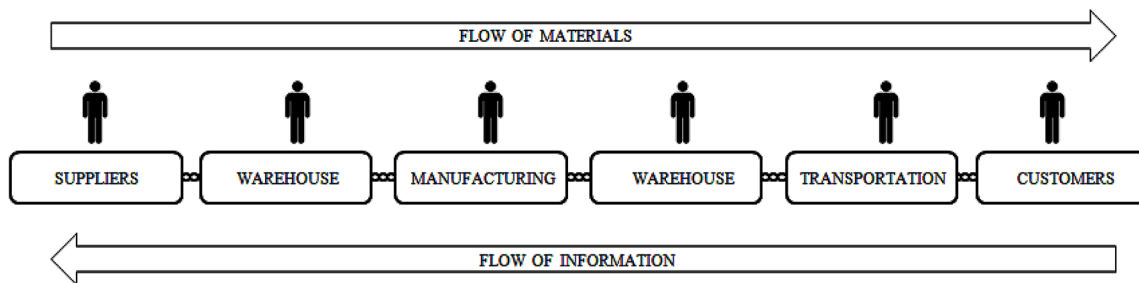 FLOW OF MATERIALS
SUPPLIERS
WAREHOUSE
MANUFACTURING
WAREHOUSE
TRANSPORTATION
CUSTOMERS
FLOW OF INFORMATION